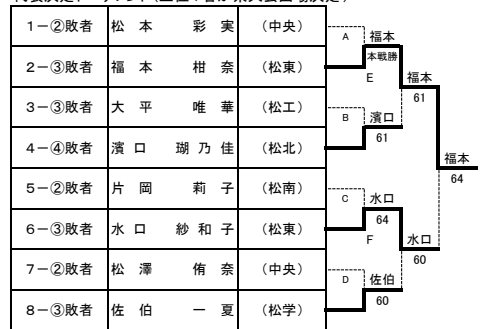 1－②敗者 松本 彩実 (中央)
2－③敗者 福本 柑奈 (松東)
3－③敗者 大平 唯華 (松工)
4－④敗者 濱口 瑚乃佳 (松北)
5－②敗者 片岡 莉子 (松南)
6－③敗者 水口 紗和子 (松東)
7－②敗者 松澤 侑奈 (中央)
8－③敗者 佐伯 一夏 (松学)
A 福本
本戦勝
E 福本
61
B 濱口
61
福本
64
C 水口
64
F 水口
60
D 佐伯
60